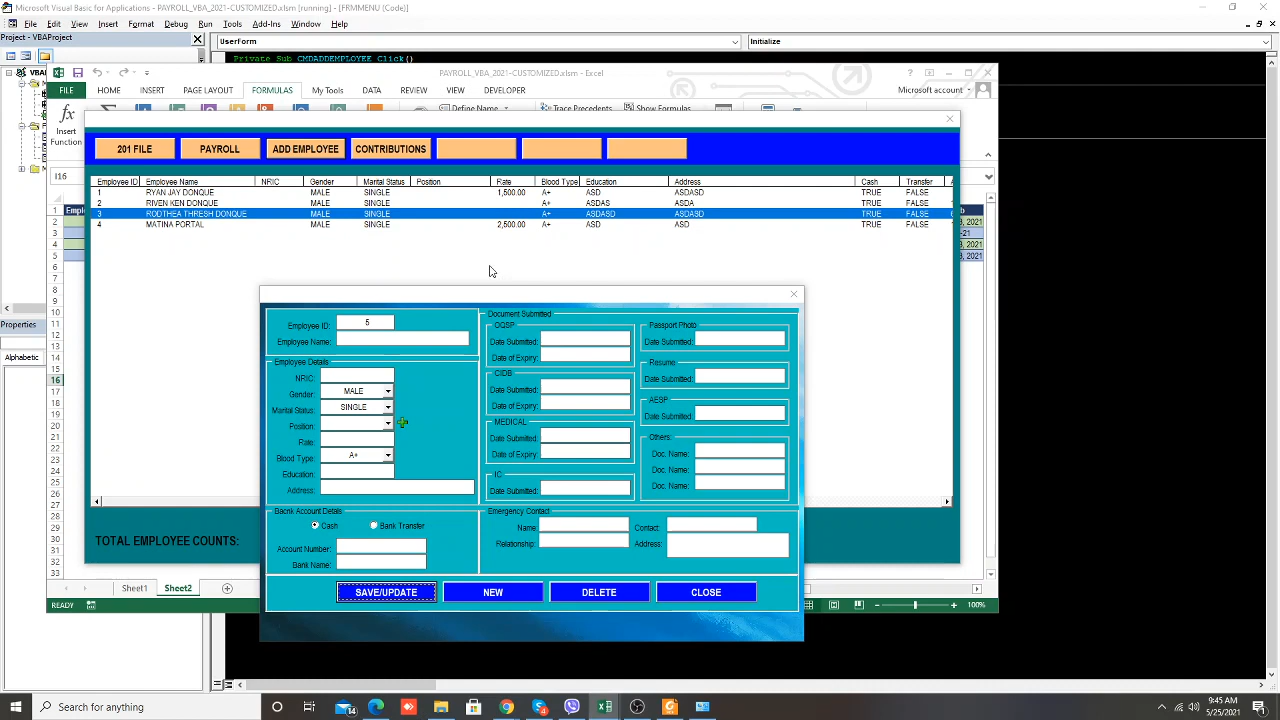 Microsoft Visual Basic for Applications - PAYROLL_VBA_2021-CUSTOMIZED.xlsm [running] - [FRMMENU (Code)]
File Edit View Insert Format Debug Run Tools Add-Ins Window Help
Project - VBAProject
UserForm Initialize
Private Sub CMDADDEMPLOYEE_Click()
PAYROLL_VBA_2021-CUSTOMIZED.xlsm - Excel
FILE HOME INSERT PAGE LAYOUT FORMULAS My Tools DATA REVIEW VIEW DEVELOPER Microsoft account
fx Insert Function
Define Name Trace Precedents Show Formulas
201 FILE PAYROLL ADD EMPLOYEE CONTRIBUTIONS
I16
Employee ID Employee Name NRIC Gender Marital Status Position Rate Blood Type Education Address Cash Transfer
1 RYAN JAY DONQUE MALE SINGLE 1,500.00 A+ ASD ASDASD TRUE FALSE
2 RIVEN KEN DONQUE MALE SINGLE A+ ASDAS ASDA TRUE FALSE
3 RODTHEA THRESH DONQUE MALE SINGLE A+ ASDASD ASDASD TRUE FALSE
4 MATINA PORTAL MALE SINGLE 2,500.00 A+ ASD ASD TRUE FALSE
Employee ID: 5
Employee Name:
Employee Details:
NRIC:
Gender: MALE
Marital Status: SINGLE
Position:
Rate:
Blood Type: A+
Education:
Address:
Document Submitted
OQSP
Date Submitted:
Date of Expiry:
CIDB
Date Submitted:
Date of Expiry:
MEDICAL
Date Submitted:
Date of Expiry:
IC
Date Submitted:
Passport Photo
Date Submitted:
Resume:
Date Submitted:
AESP
Date Submitted:
Others:
Doc. Name:
Doc. Name:
Doc. Name:
Bacnk Account Detals
Cash Bank Transfer
Account Number:
Bank Name:
Emergency Contact
Name: Contact:
Relationship: Address:
SAVE/UPDATE NEW DELETE CLOSE
TOTAL EMPLOYEE COUNTS:
Properties
Alphabetic
Sheet1 Sheet2
READY 100%
Search for anything
9:45 AM
5/25/2021